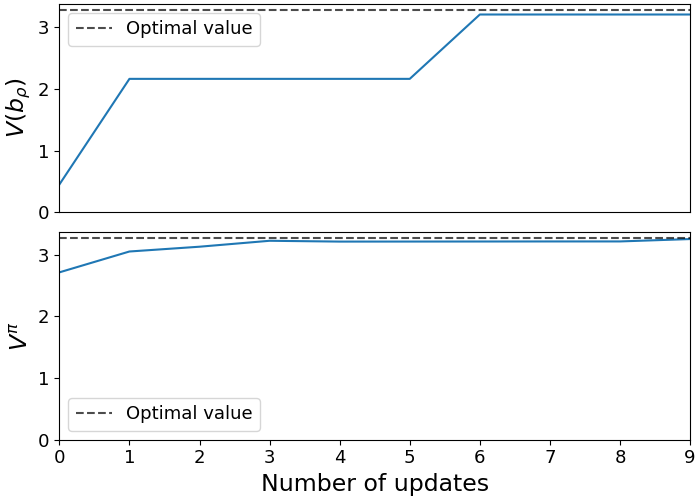 3
Optimal value
2
V(b_ρ)
1
0
3
2
V^π
1
Optimal value
0
0 1 2 3 4 5 6 7 8 9
Number of updates